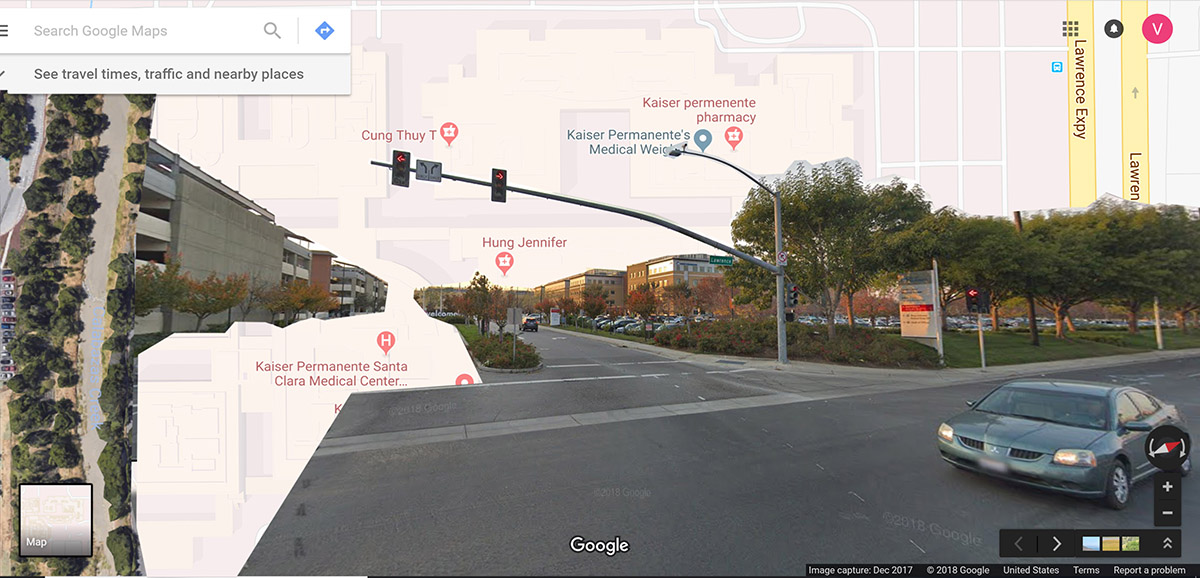 Search Google Maps
V
See travel times, traffic and nearby places
Lawrence Expy
Lawren
Kaiser permenente
pharmacy
Cung Thuy T
Kaiser Permanente's
Medical Weig
Hung Jennifer
Lawrence
welcome
H
Kaiser Permanente Santa
Clara Medical Center...
K
©2018 Google
©2018 Google
©2018 Google
Map
Google
Image capture: Dec 2017 © 2018 Google United States Terms Report a problem